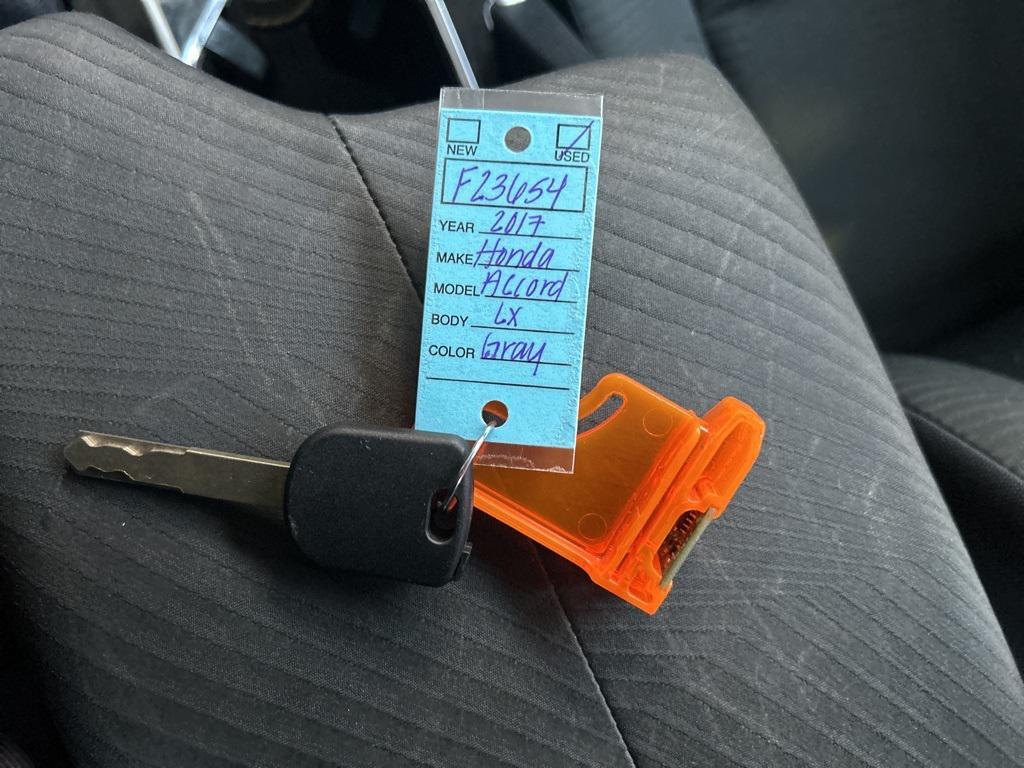 NEW USED
F23654
YEAR 2017
MAKE Honda
MODEL Accord
BODY LX
COLOR Gray